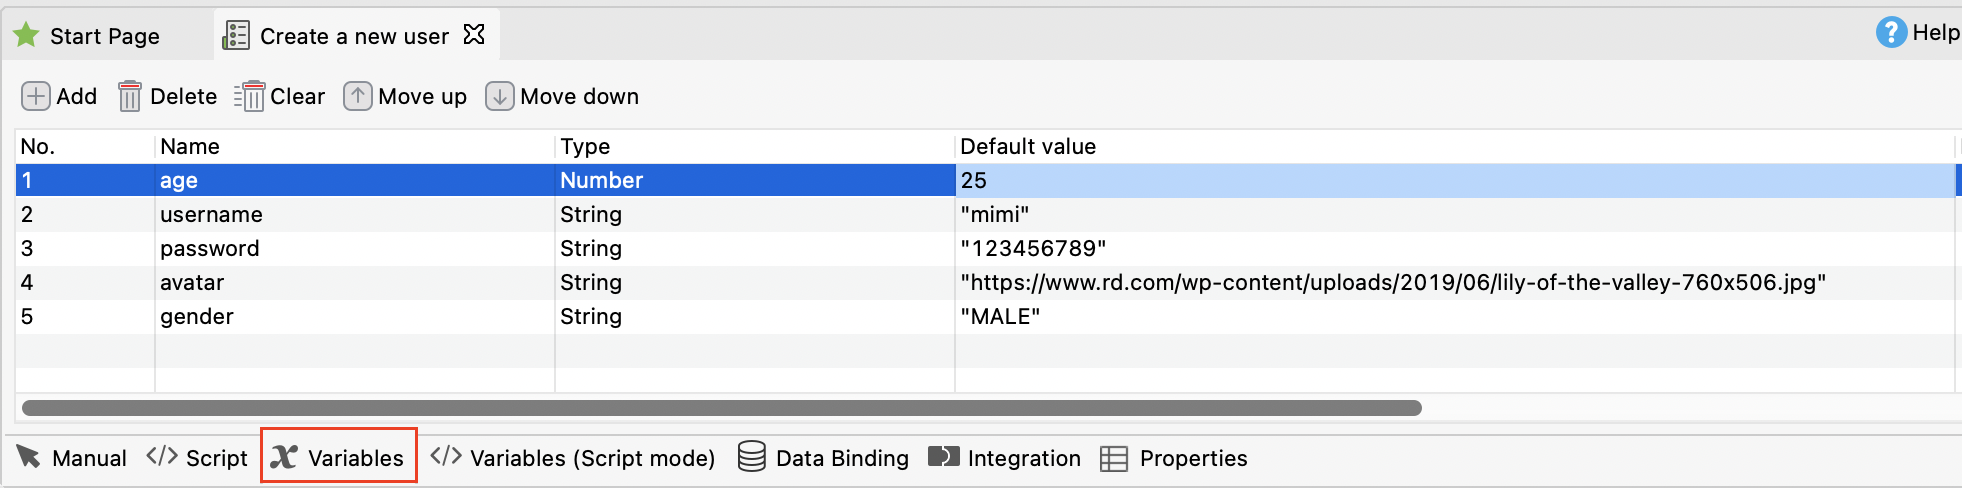 Start Page Create a new user Help
Add Delete Clear Move up Move down
No. Name Type Default value
1 age Number 25
2 username String "mimi"
3 password String "123456789"
4 avatar String "https://www.rd.com/wp-content/uploads/2019/06/lily-of-the-valley-760x506.jpg"
5 gender String "MALE"
Manual </> Script x Variables </> Variables (Script mode) Data Binding Integration Properties